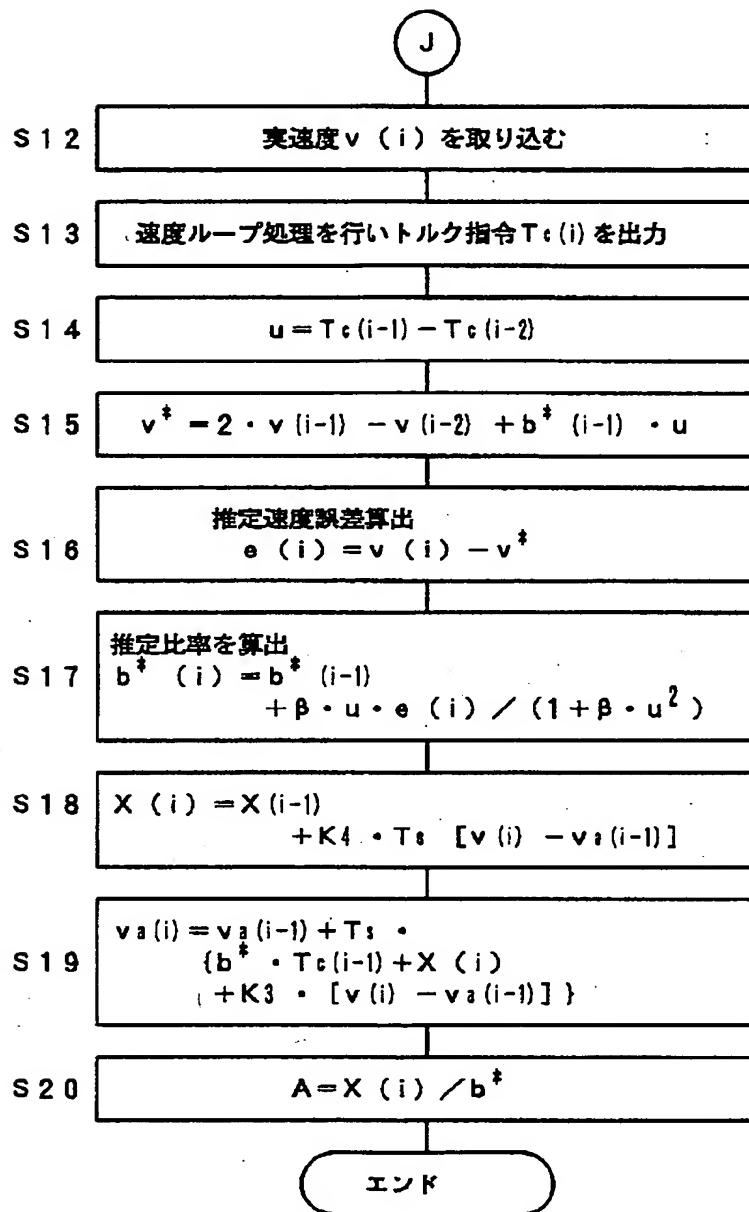 J
S12 実速度v(i)を取り込む
S13 速度ループ処理を行いトルク指令Tc(i)を出力
S14 u=Tc(i-1)-Tc(i-2)
S15 v*=2・v(i-1)-v(i-2)+b*(i-1)・u
推定速度誤差算出
S16 e(i)=v(i)-v*
推定比率を算出
S17 b*(i)=b*(i-1)
+β・u・e(i)/(1+β・u²)
S18 X(i)=X(i-1)
+K4・Ts[v(i)-va(i-1)]
va(i)=va(i-1)+Ts・
S19 {b*・Tc(i-1)+X(i)
+K3・[v(i)-va(i-1)]}
S20 A=X(i)/b*
エンド